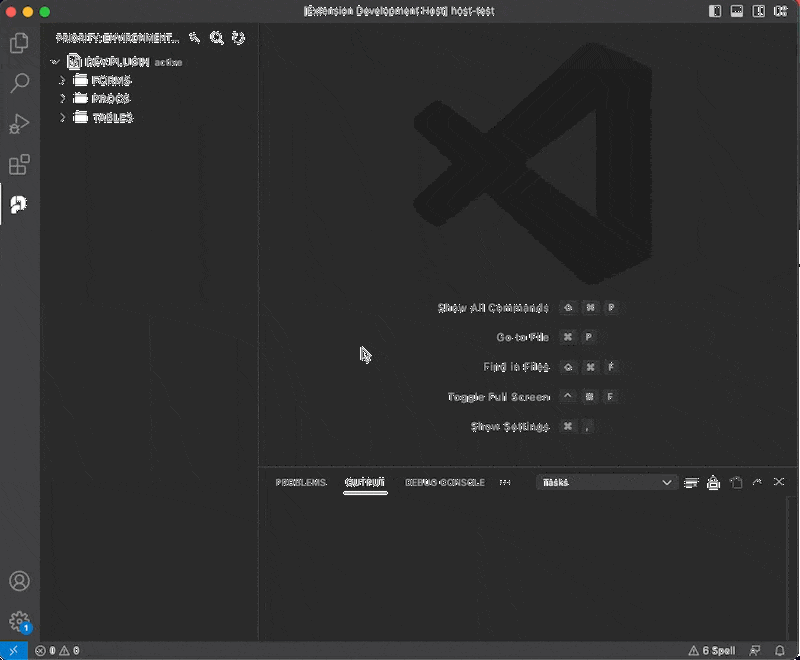 [Extension Development Host] host-test
PRIORITY: ENVIRONMENT...
active
FORMS
PROCS
TABLES
Show All Commands ⇧ ⌘ P
Go to File ⌘ P
Find in Files ⇧ ⌘ F
Toggle Full Screen ^ ⌘ F
Show Settings ⌘ ,
PROBLEMS OUTPUT DEBUG CONSOLE ... Tasks
1
0 0 6 Spell